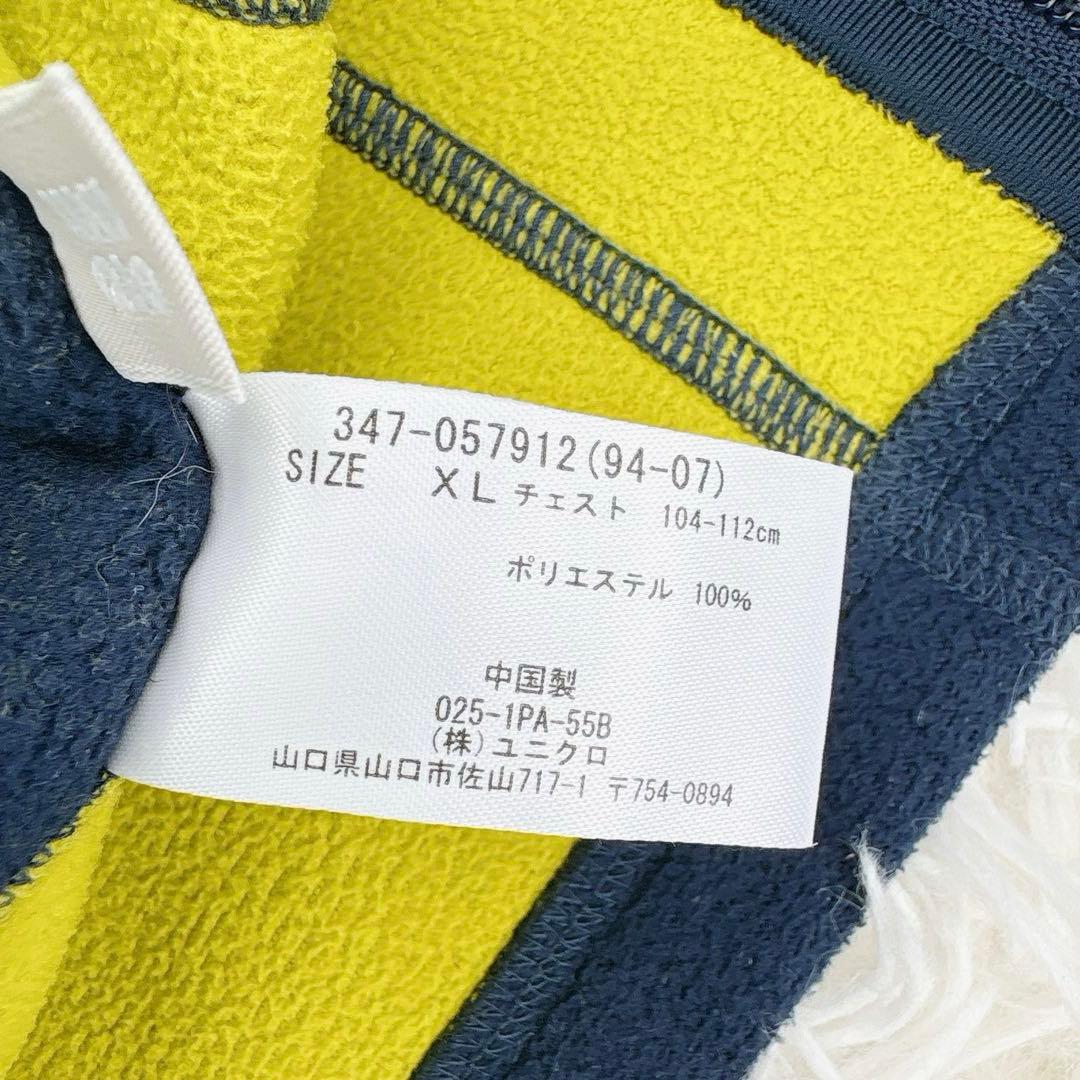 347-057912(94-07)
SIZE XL チェスト 104-112cm
ポリエステル 100%
中国製
025-1PA-55B
(株)ユニクロ
山口県山口市佐山717-1 〒754-0894